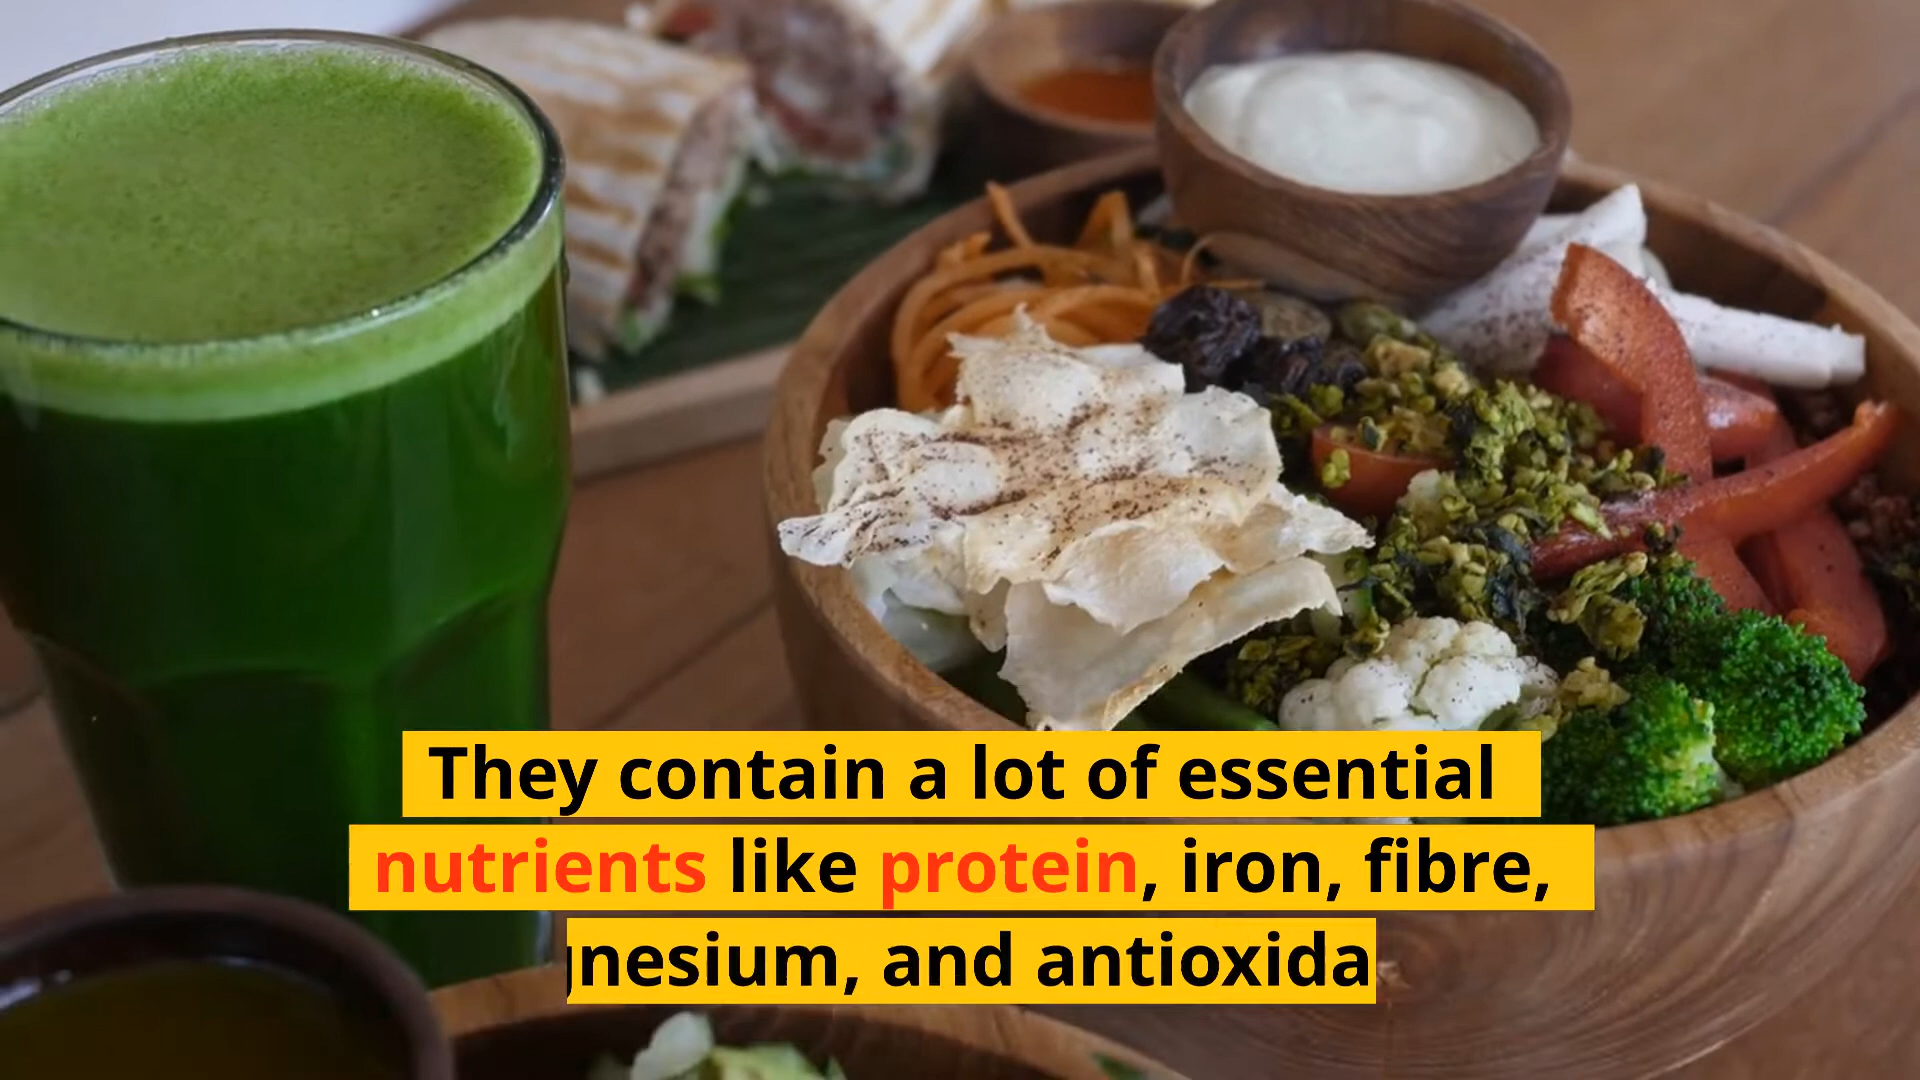 They contain a lot of essential
nutrients like protein, iron, fibre,
nesium, and antioxida